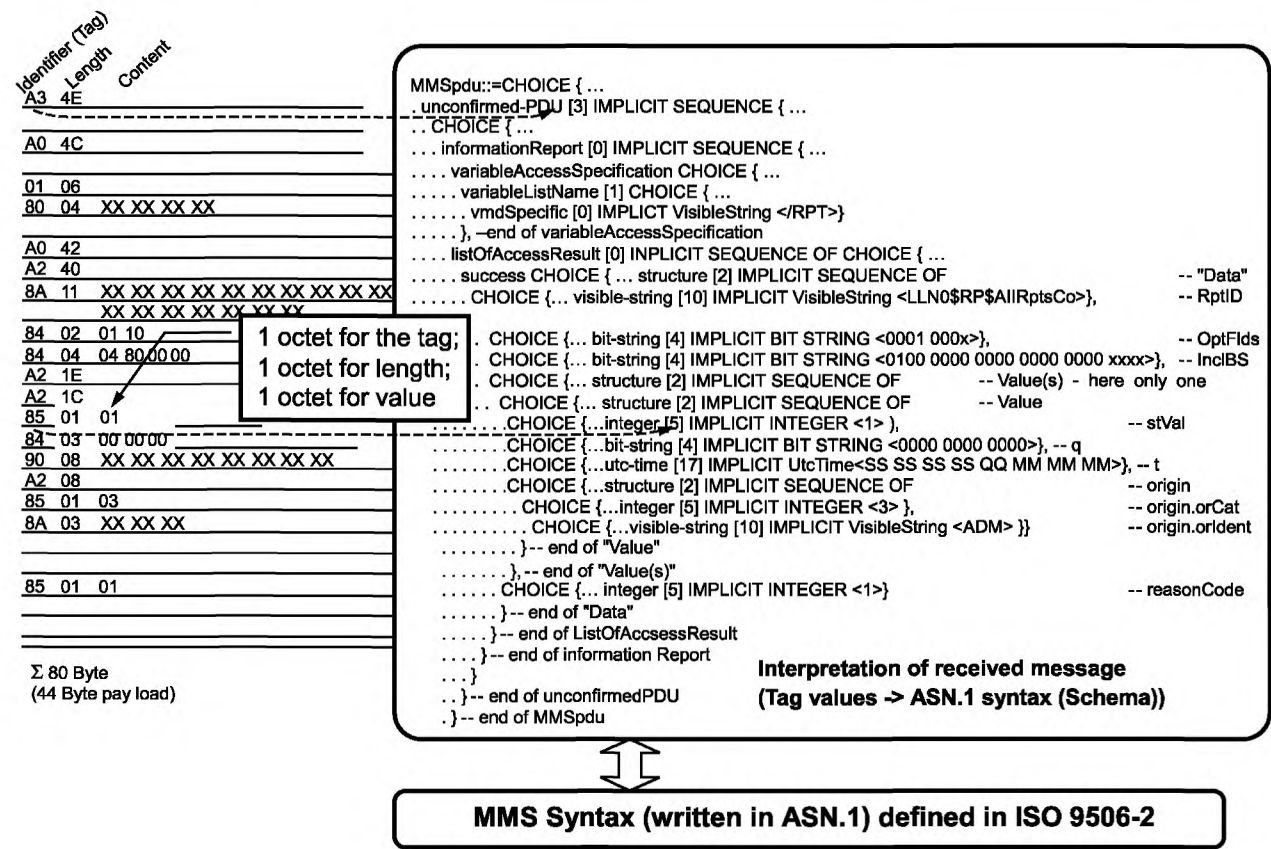 Identifier (Tag)
Length
Content
A3 4E
A0 4C
01 06
80 04 XX XX XX XX
A0 42
A2 40
8A 11 XX XX XX XX XX XX XX XX XX XX
XX XX XX XX XX XX XX
84 02 01 10
84 04 04 80 00 00
A2 1E
A2 1C
85 01 01
84 03 00 00 00
90 08 XX XX XX XX XX XX XX XX
A2 08
85 01 03
8A 03 XX XX XX
85 01 01
Σ 80 Byte
(44 Byte pay load)
1 octet for the tag;
1 octet for length;
1 octet for value
MMSpdu::=CHOICE { ...
. unconfirmed-PDU [3] IMPLICIT SEQUENCE { ...
. . CHOICE { ...
. . . informationReport [0] IMPLICIT SEQUENCE { ...
. . . . variableAccessSpecification CHOICE { ...
. . . . . variableListName [1] CHOICE { ...
. . . . . . vmdSpecific [0] IMPLICT VisibleString </RPT>}
. . . . . }, –end of variableAccessSpecification
. . . . listOfAccessResult [0] INPLICIT SEQUENCE OF CHOICE { ...
. . . . . success CHOICE { ... structure [2] IMPLICIT SEQUENCE OF -- "Data"
. . . . . . CHOICE {... visible-string [10] IMPLICIT VisibleString <LLN0$RP$AllRptsCo>}, -- RptID
. CHOICE {... bit-string [4] IMPLICIT BIT STRING <0001 000x>}, -- OptFlds
. CHOICE {... bit-string [4] IMPLICIT BIT STRING <0100 0000 0000 0000 0000 xxxx>}, -- InclBS
. CHOICE {... structure [2] IMPLICIT SEQUENCE OF -- Value(s) - here only one
. . CHOICE {... structure [2] IMPLICIT SEQUENCE OF -- Value
. . . . . . . .CHOICE {...integer [5] IMPLICIT INTEGER <1> ), -- stVal
. . . . . . . .CHOICE {...bit-string [4] IMPLICIT BIT STRING <0000 0000 0000>}, -- q
. . . . . . . .CHOICE {...utc-time [17] IMPLICIT UtcTime<SS SS SS SS QQ MM MM MM>}, -- t
. . . . . . . .CHOICE {...structure [2] IMPLICIT SEQUENCE OF -- origin
. . . . . . . . . CHOICE {...integer [5] IMPLICIT INTEGER <3> }, -- origin.orCat
. . . . . . . . . . CHOICE {...visible-string [10] IMPLICIT VisibleString <ADM> }} -- origin.orIdent
. . . . . . . . }-- end of "Value"
. . . . . . . }, -- end of "Value(s)"
. . . . . . CHOICE {... integer [5] IMPLICIT INTEGER <1>} -- reasonCode
. . . . . . } -- end of "Data"
. . . . . } -- end of ListOfAccsessResult
. . . . } -- end of information Report
. . . }
. . } -- end of unconfirmedPDU
. } -- end of MMSpdu
Interpretation of received message
(Tag values -> ASN.1 syntax (Schema))
MMS Syntax (written in ASN.1) defined in ISO 9506-2